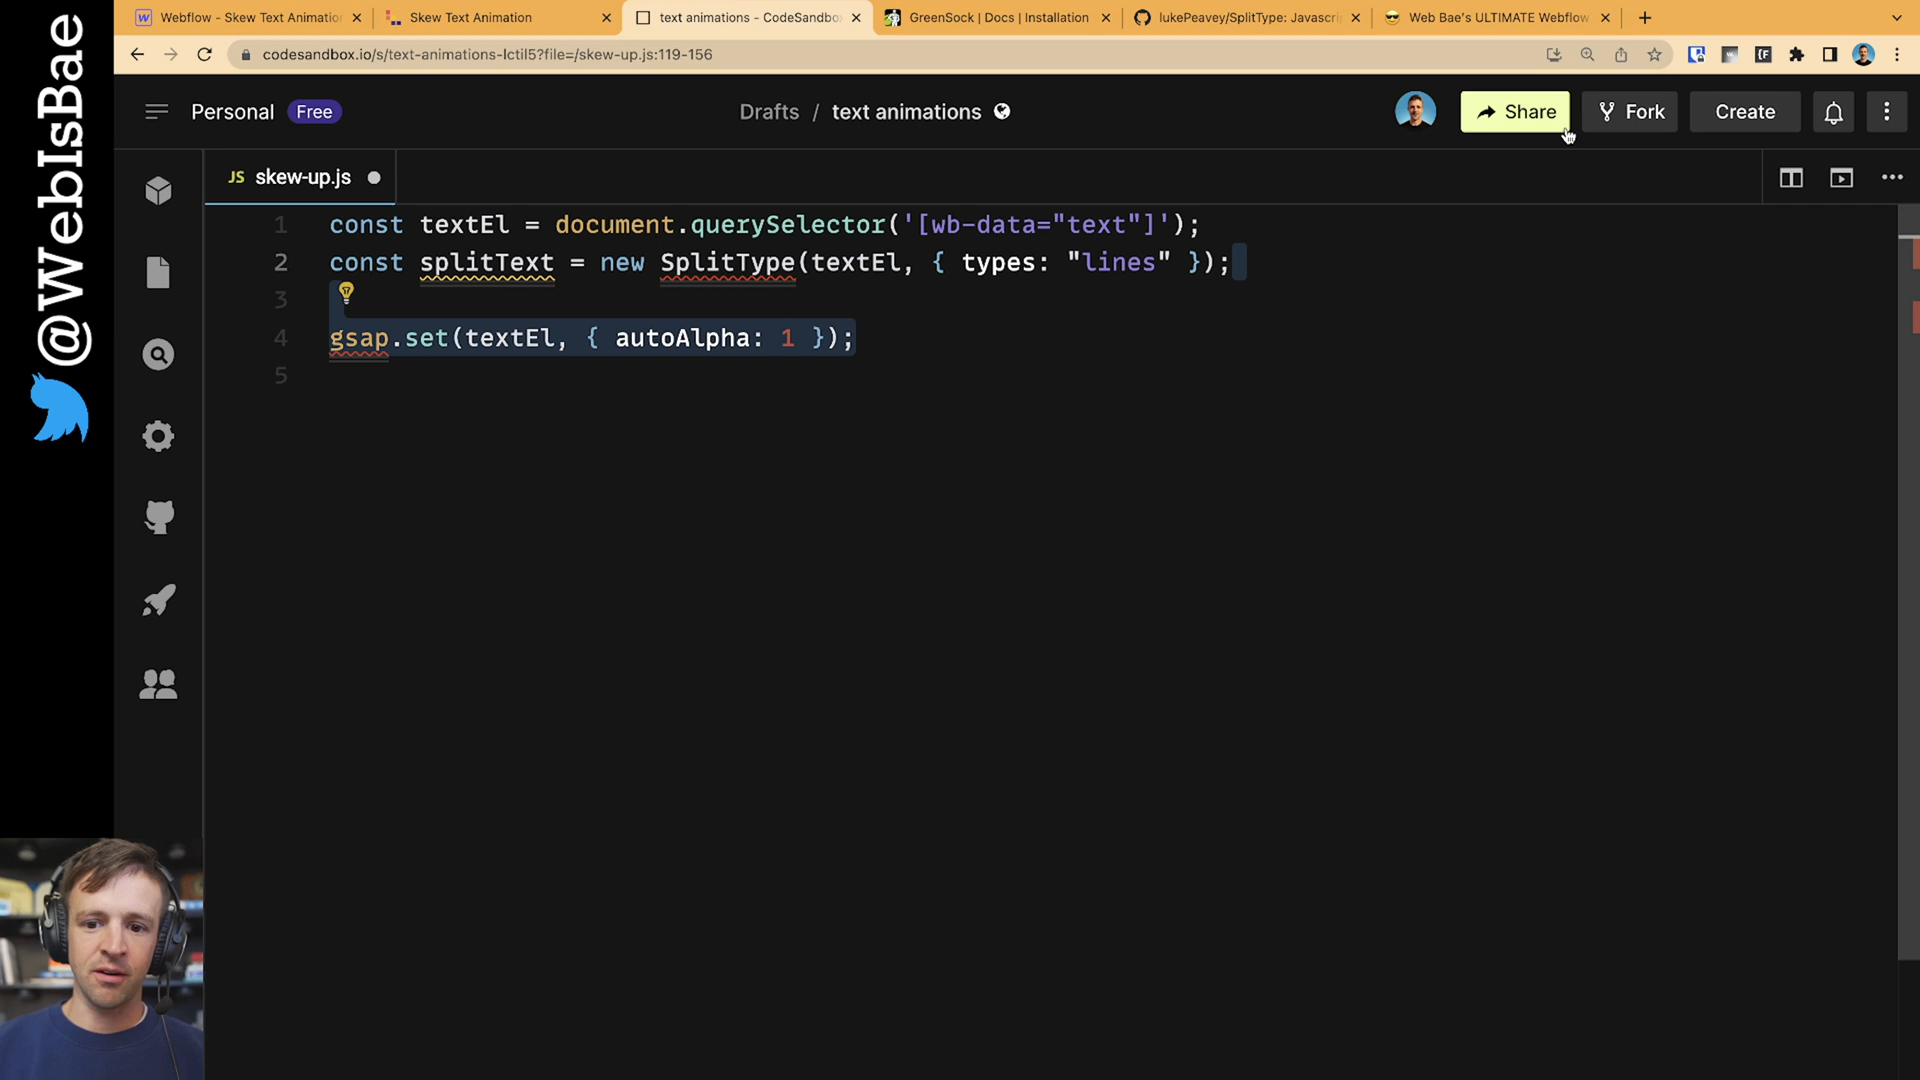 Webflow - Skew Text Animation
Skew Text Animation
text animations - CodeSandbox
GreenSock | Docs | Installation
lukePeavey/SplitType: Javascri
Web Bae's ULTIMATE Webflow
codesandbox.io/s/text-animations-lctil5?file=/skew-up.js:119-156
Personal Free
Drafts / text animations
Share Fork Create
JS skew-up.js
1 const textEl = document.querySelector('[wb-data="text"]');
2 const splitText = new SplitType(textEl, { types: "lines" });
3
4 gsap.set(textEl, { autoAlpha: 1 });
5
@WebIsBae